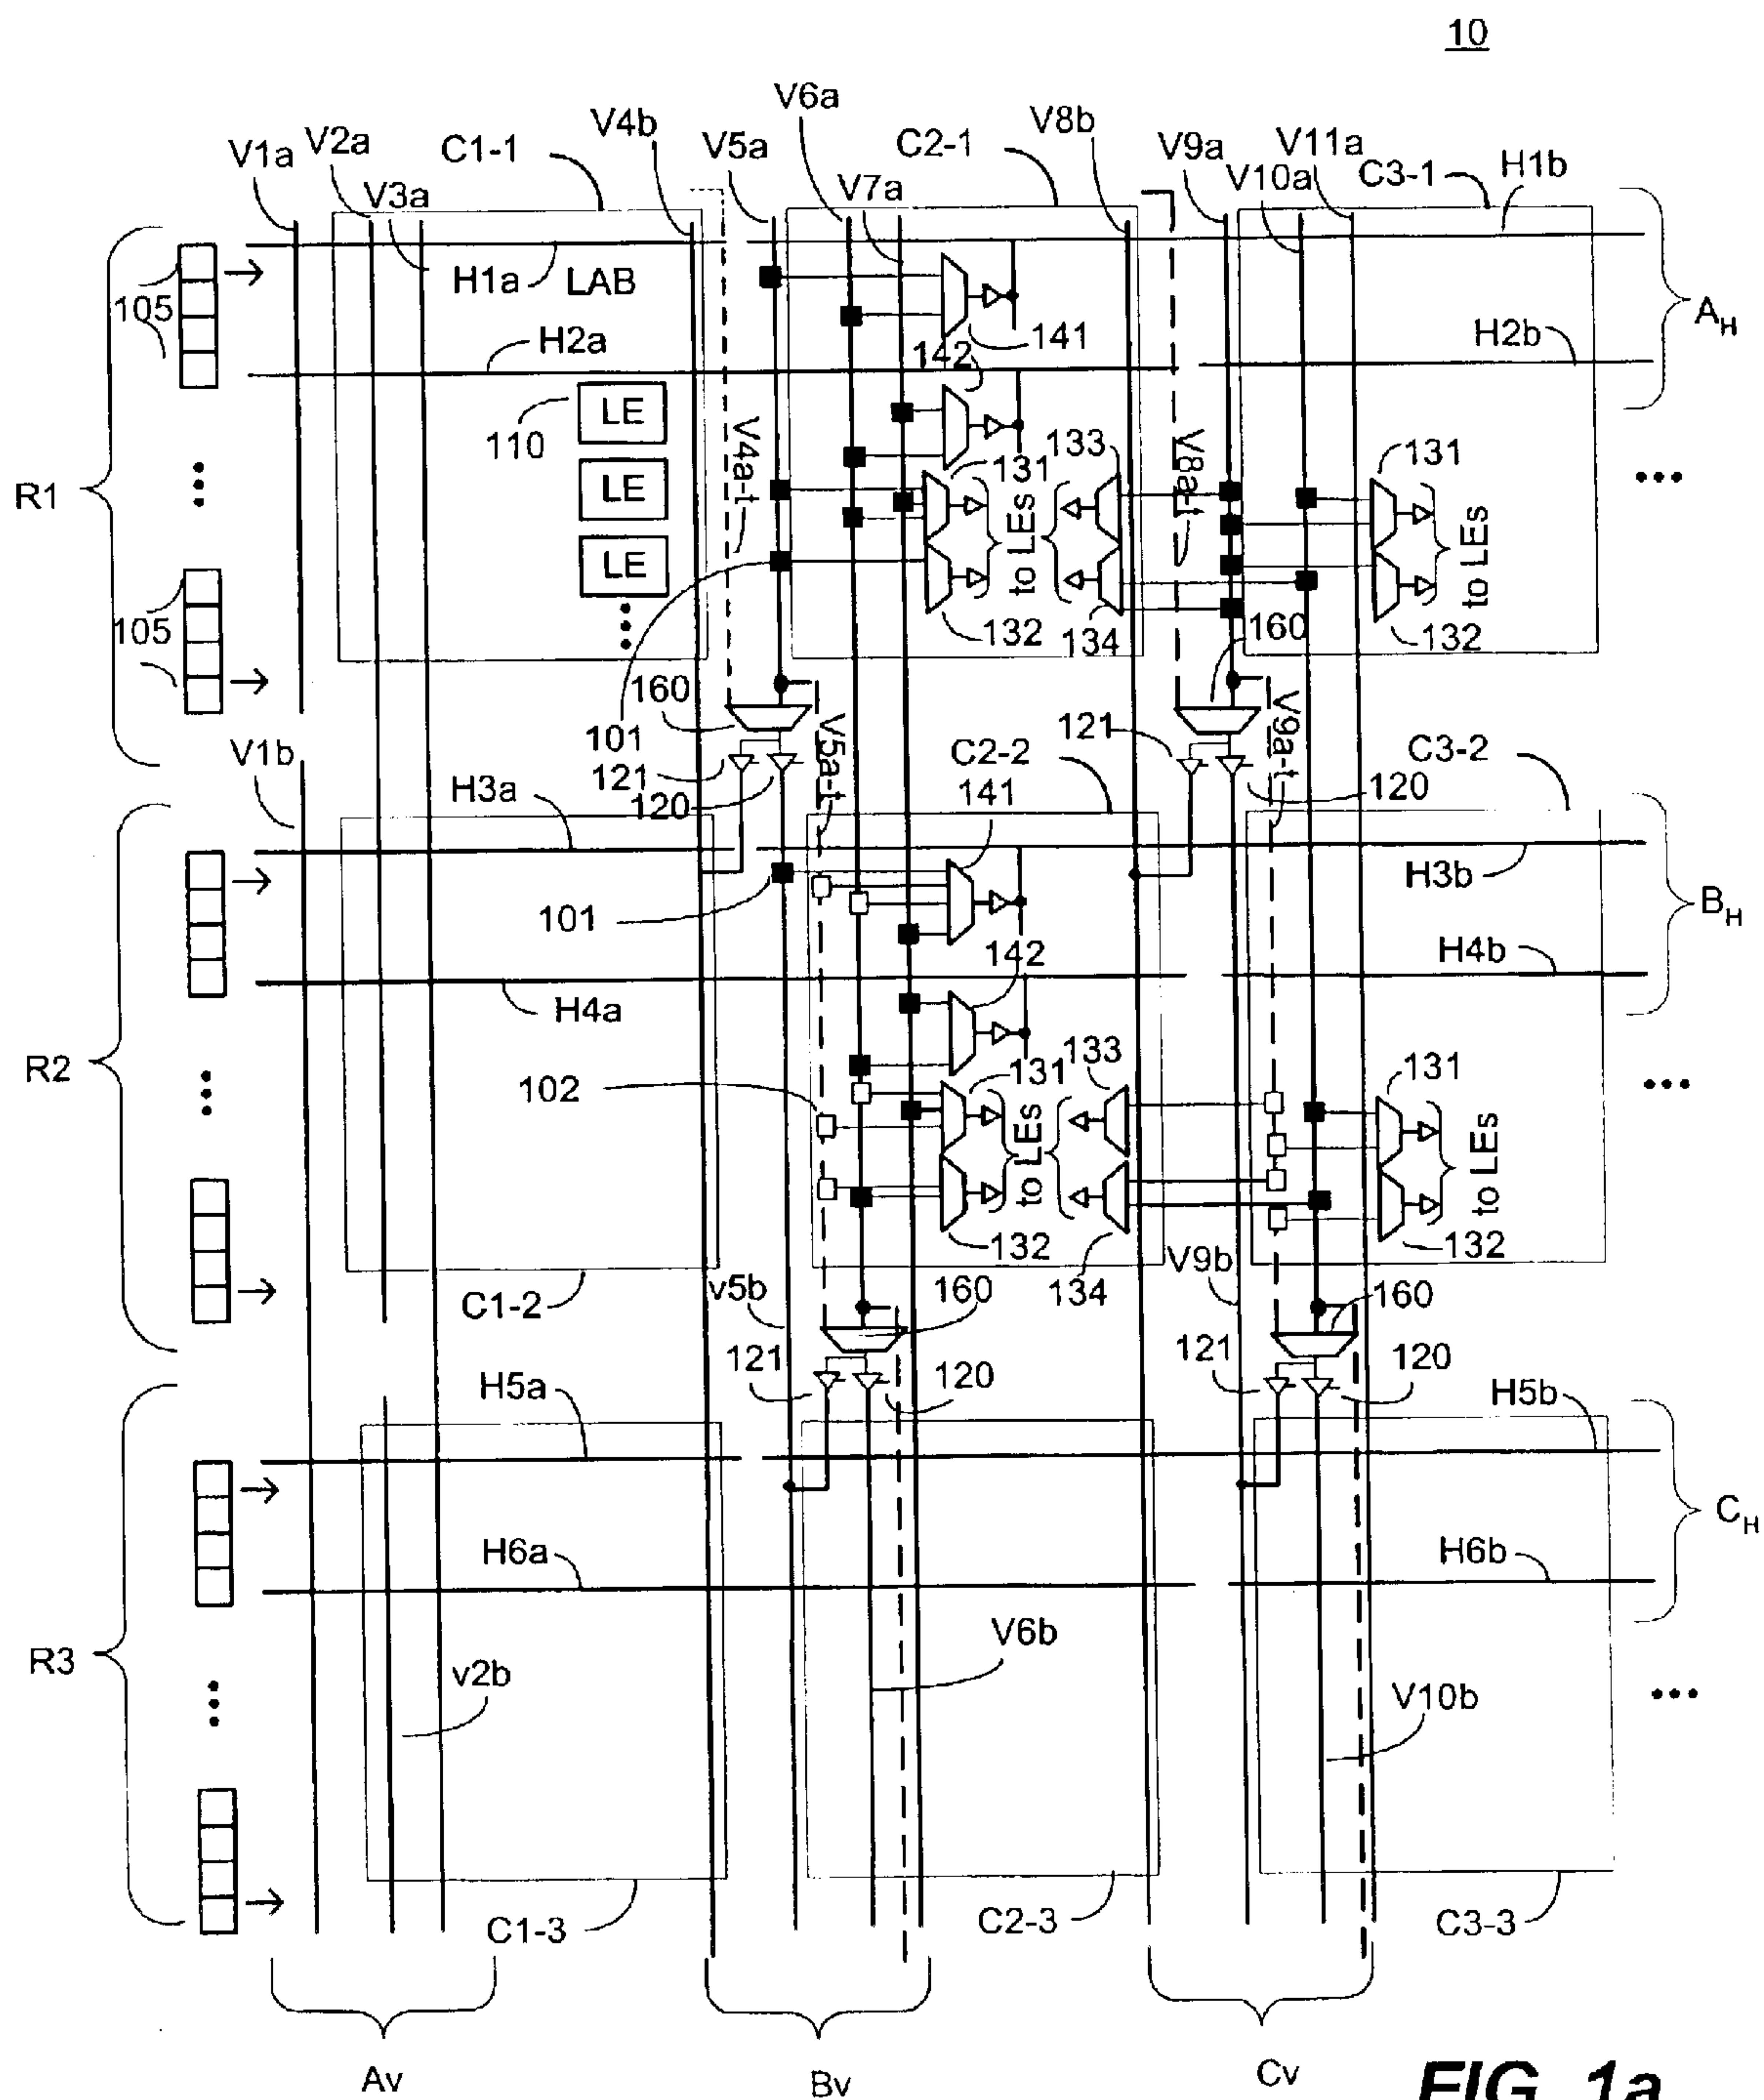 10
V6a
V4b
V8b
V5a
C2-1
V9a
V11a
V1a
V2a
C1-1
V7a
V10a
C3-1
H1b
V3a
105
H1a
LAB
141
A_H
H2a
142
H2b
110
LE
V4a-t
131
133
V8a-t
131
R1
...
LE
to LEs
to LEs
...
LE
105
...
132
134
160
132
160
101
V5a-t
V9a-t
V1b
121
C2-2
121
C3-2
H3a
120
141
120
H3b
101
B_H
142
H4b
H4a
R2
...
102
131
133
131
...
to LEs
to LEs
132
134
V9b
132
C1-2
v5b
160
160
121
120
121
120
H5a
H5b
C_H
H6a
H6b
R3
...
v2b
V6b
V10b
...
C1-3
C2-3
C3-3
Av
Bv
Cv
FIG. 1a